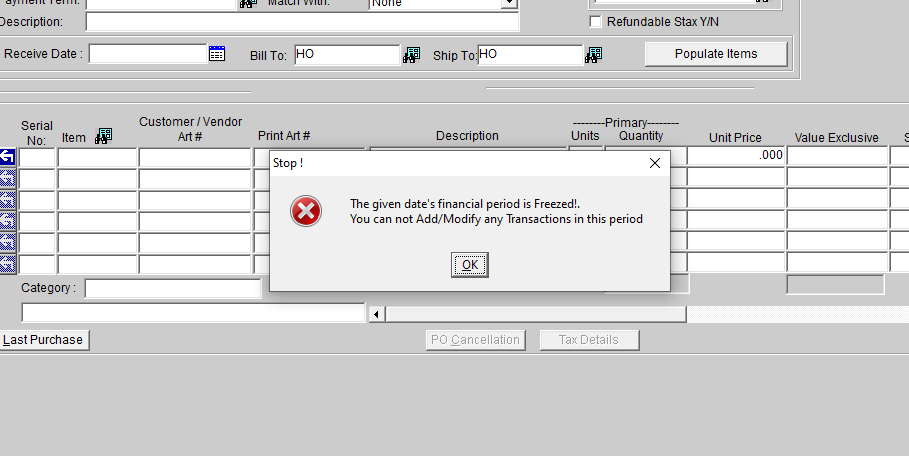 Payment Term:
Match With:
None
Description:
Refundable Stax Y/N
Receive Date :
Bill To:
HO
Ship To:
HO
Populate Items
Serial No:
Item
Customer / Vendor Art #
Print Art #
Description
--------Primary--------
Units
Quantity
Unit Price
Value Exclusive
S
.000
Stop !
The given date's financial period is Freezed!.
You can not Add/Modify any Transactions in this period
OK
Category :
Last Purchase
PO Cancellation
Tax Details